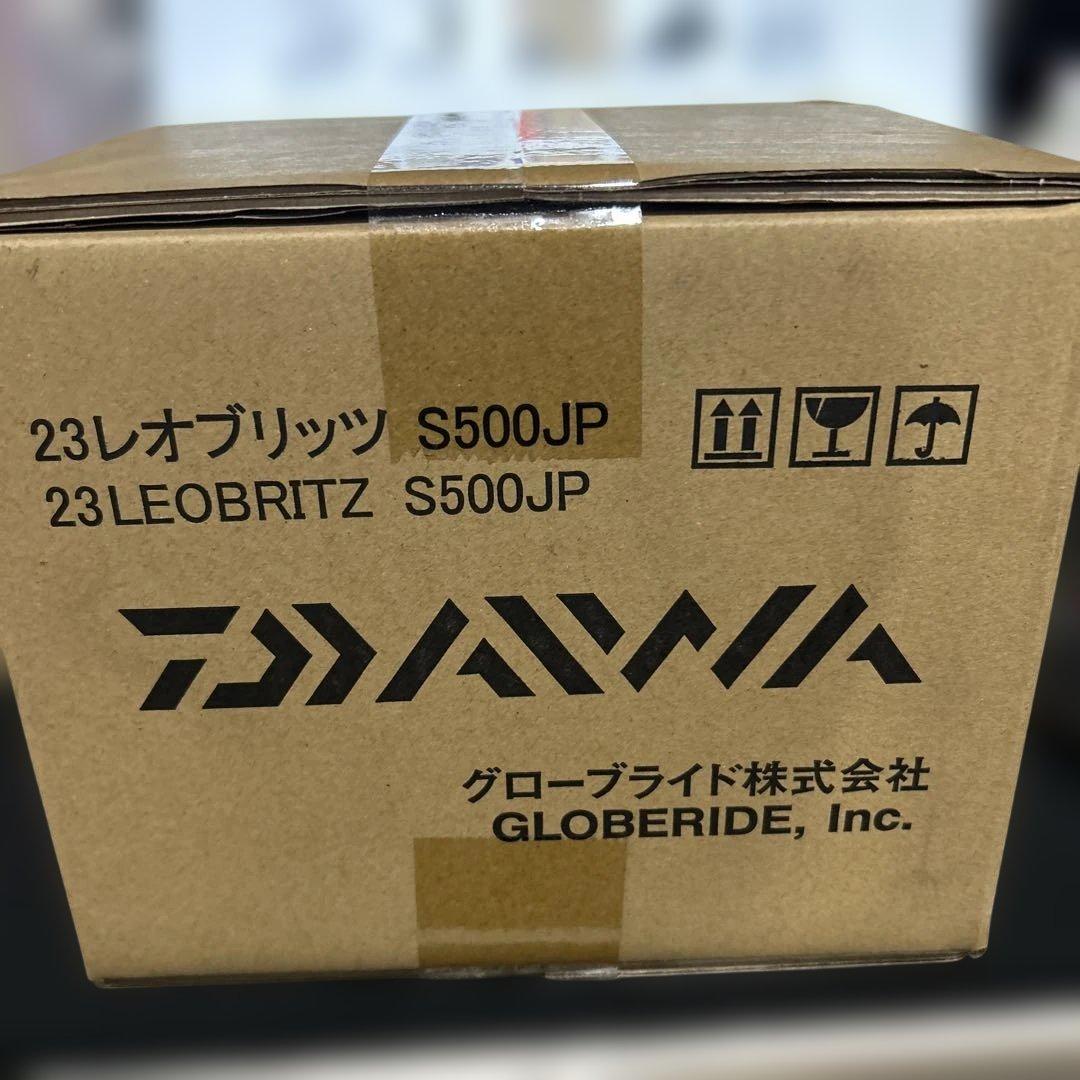 23レオブリッツ S500JP
23LEOBRITZ S500JP
DAIWA
グローブライド株式会社
GLOBERIDE, Inc.